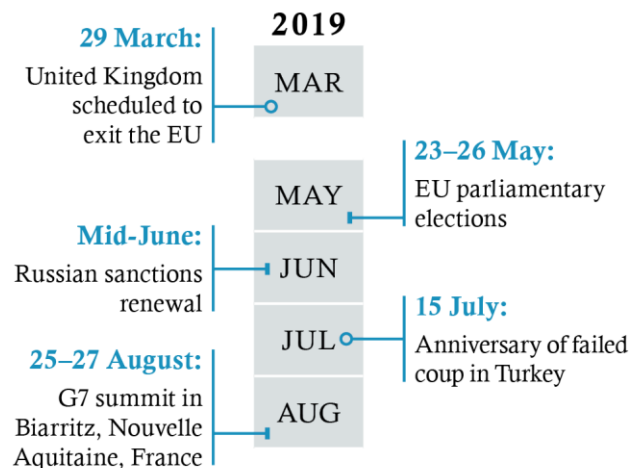 2019
29 March:
United Kingdom
scheduled to
exit the EU
MAR
23–26 May:
EU parliamentary
elections
MAY
Mid-June:
Russian sanctions
renewal
JUN
15 July:
Anniversary of failed
coup in Turkey
JUL
25–27 August:
G7 summit in
Biarritz, Nouvelle
Aquitaine, France
AUG